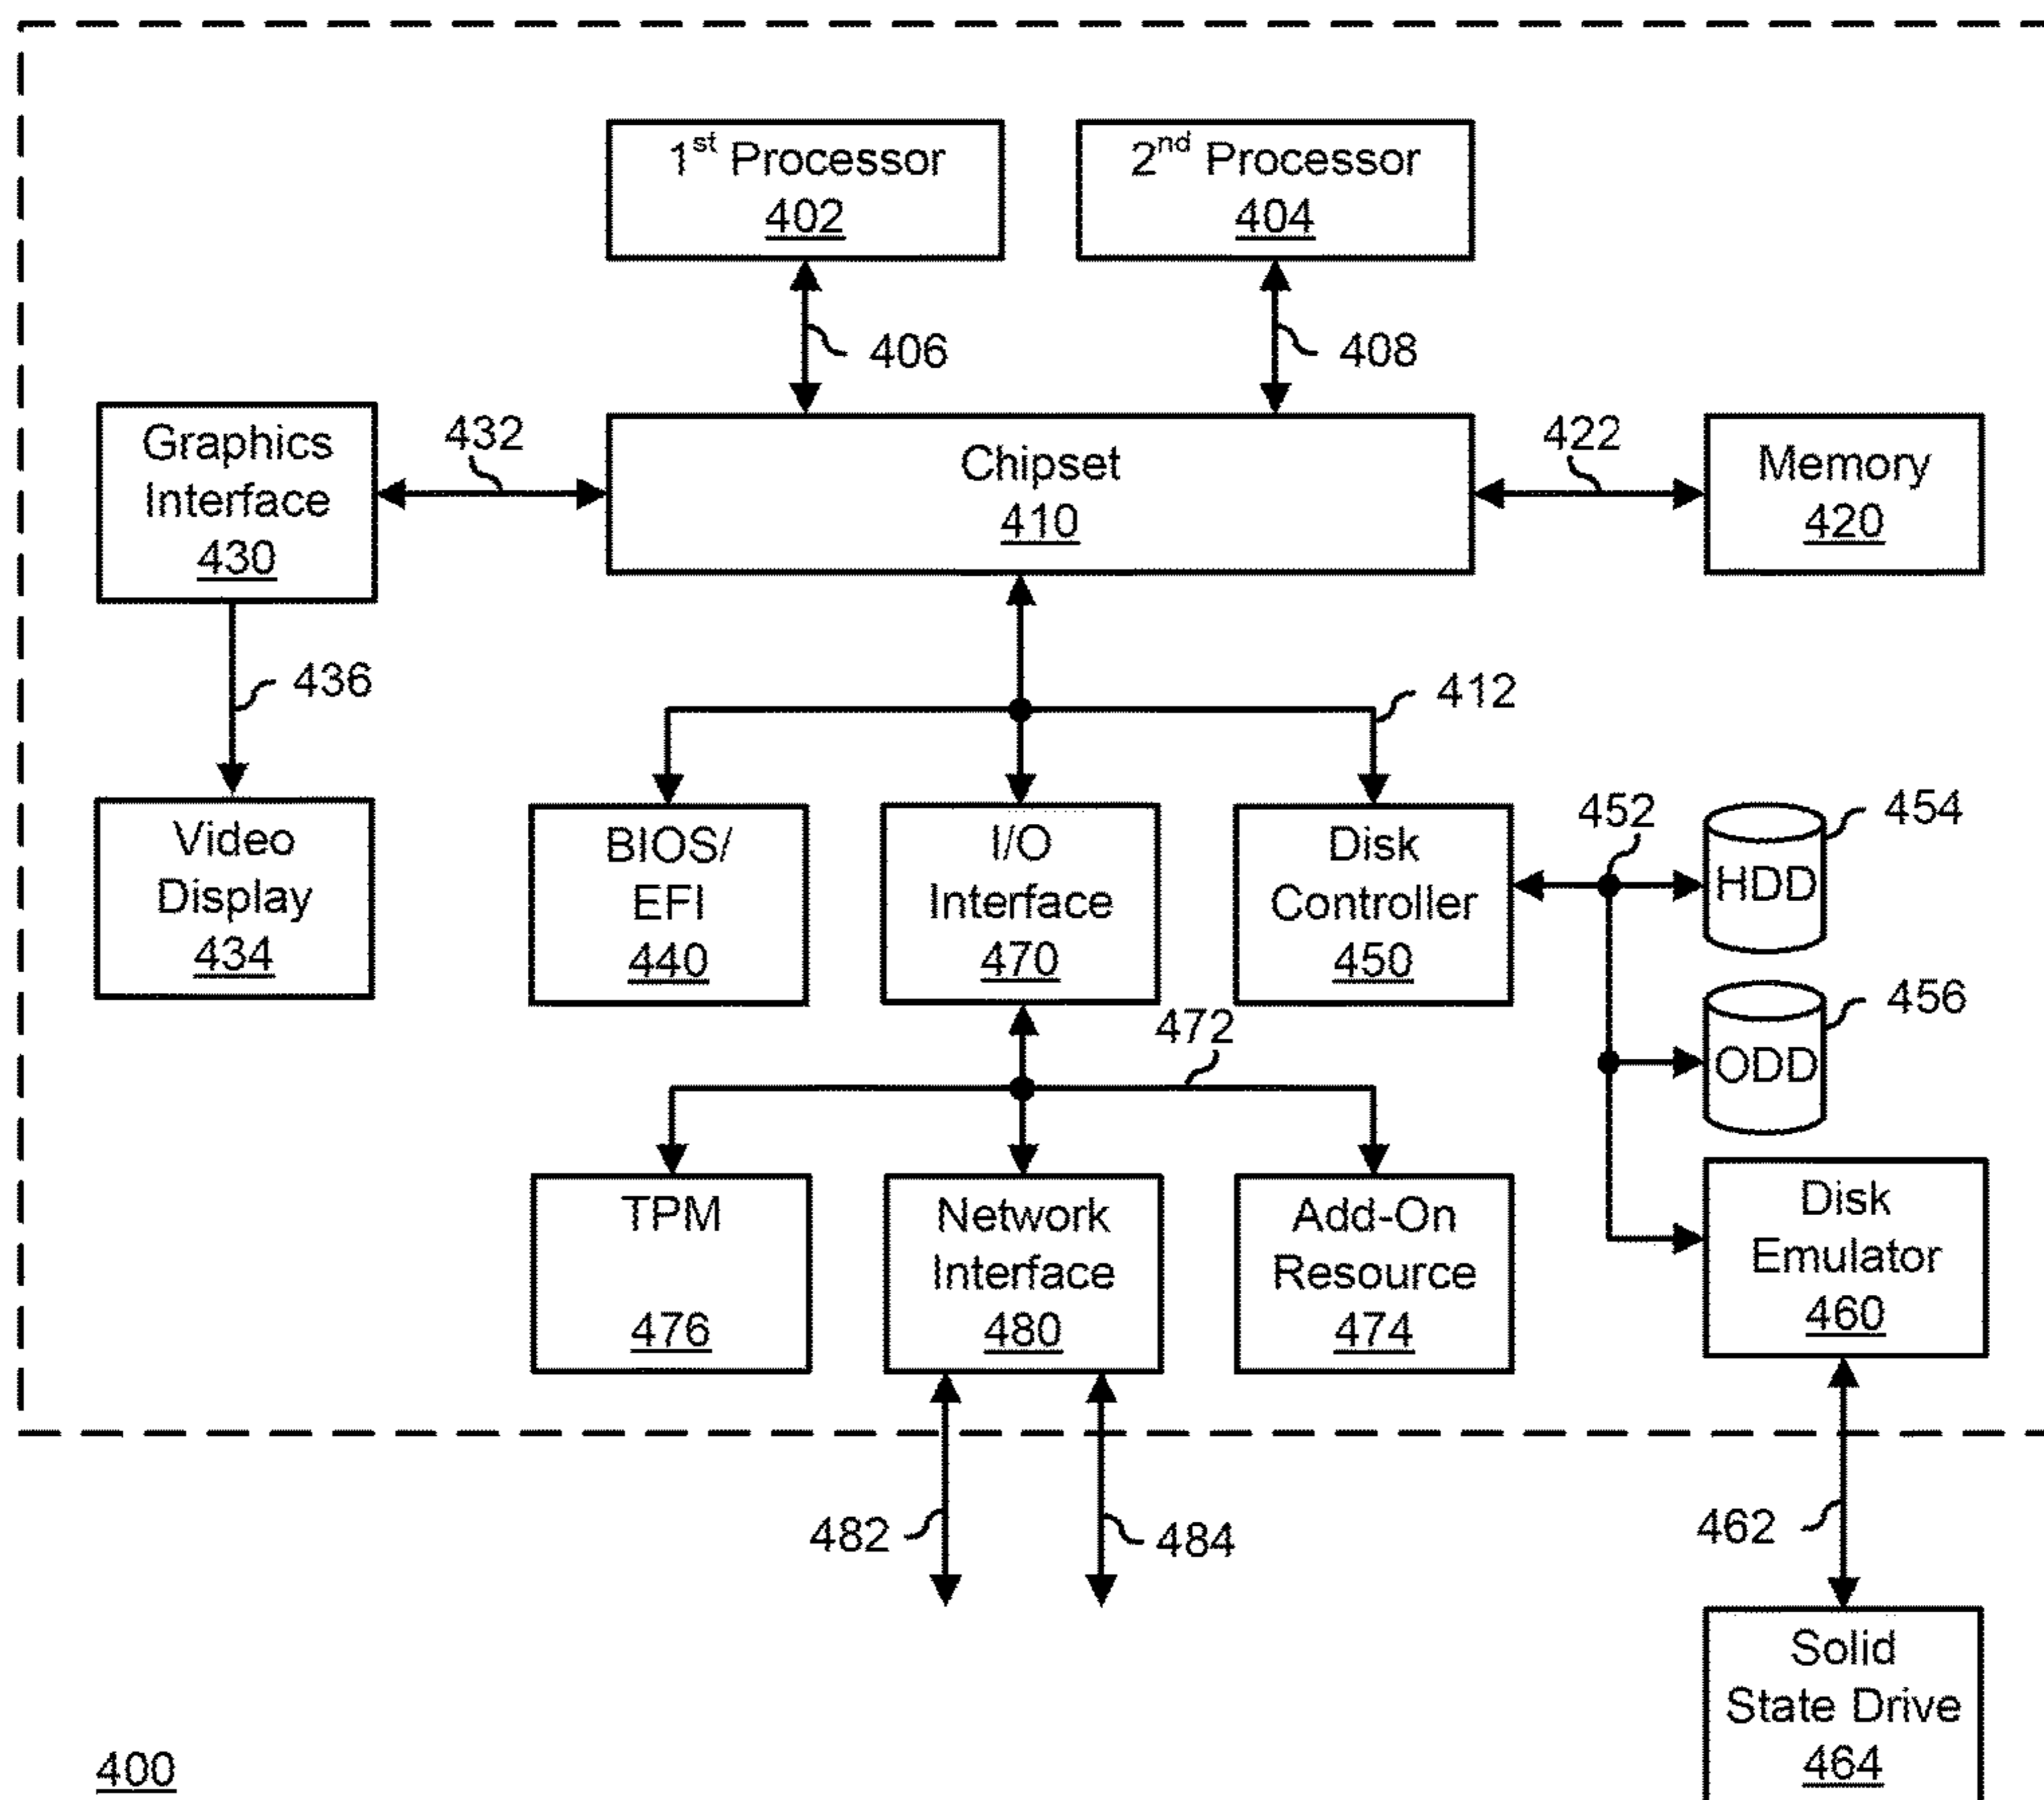 1st Processor
402
2nd Processor
404
406
408
Graphics
Interface
430
432
Chipset
410
422
Memory
420
436
412
Video
Display
434
BIOS/
EFI
440
I/O
Interface
470
Disk
Controller
450
452
HDD
454
ODD
456
472
TPM
476
Network
Interface
480
Add-On
Resource
474
Disk
Emulator
460
482
484
462
Solid
State Drive
464
400